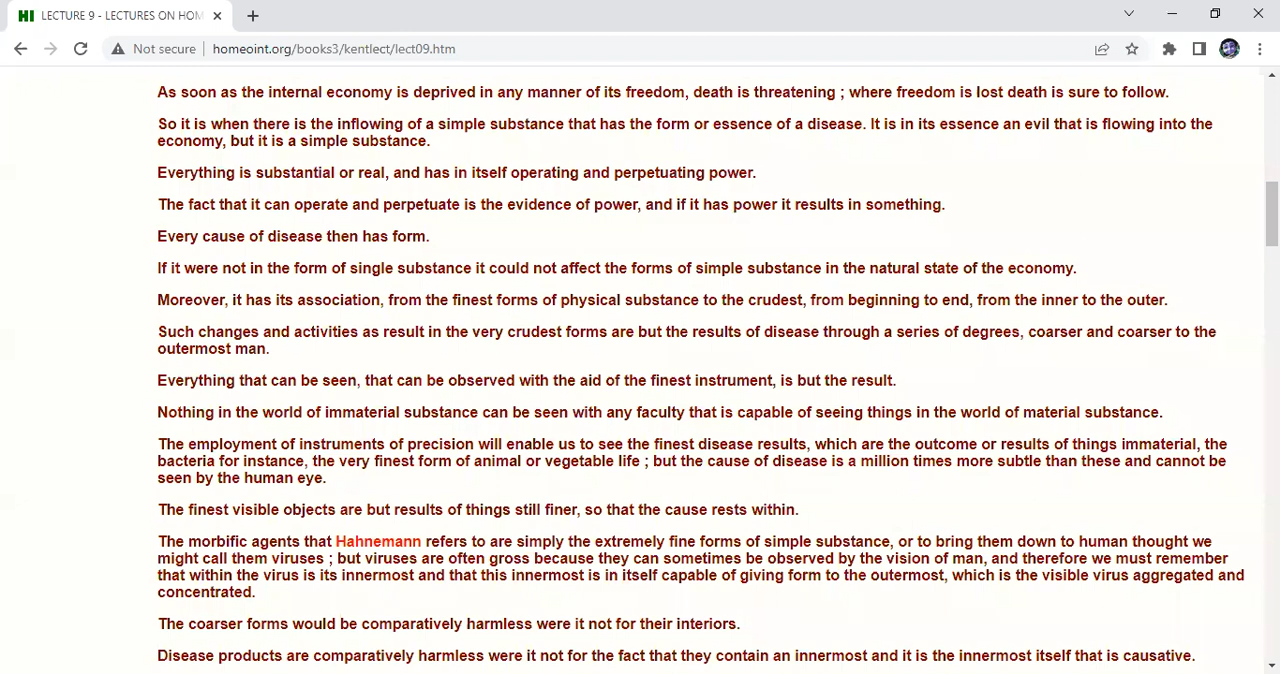 LECTURE 9 - LECTURES ON HOM
Not secure
homeoint.org/books3/kentlect/lect09.htm
As soon as the internal economy is deprived in any manner of its freedom, death is threatening ; where freedom is lost death is sure to follow.
So it is when there is the inflowing of a simple substance that has the form or essence of a disease. It is in its essence an evil that is flowing into the
economy, but it is a simple substance.
Everything is substantial or real, and has in itself operating and perpetuating power.
The fact that it can operate and perpetuate is the evidence of power, and if it has power it results in something.
Every cause of disease then has form.
If it were not in the form of single substance it could not affect the forms of simple substance in the natural state of the economy.
Moreover, it has its association, from the finest forms of physical substance to the crudest, from beginning to end, from the inner to the outer.
Such changes and activities as result in the very crudest forms are but the results of disease through a series of degrees, coarser and coarser to the
outermost man.
Everything that can be seen, that can be observed with the aid of the finest instrument, is but the result.
Nothing in the world of immaterial substance can be seen with any faculty that is capable of seeing things in the world of material substance.
The employment of instruments of precision will enable us to see the finest disease results, which are the outcome or results of things immaterial, the
bacteria for instance, the very finest form of animal or vegetable life ; but the cause of disease is a million times more subtle than these and cannot be
seen by the human eye.
The finest visible objects are but results of things still finer, so that the cause rests within.
The morbific agents that Hahnemann refers to are simply the extremely fine forms of simple substance, or to bring them down to human thought we
might call them viruses ; but viruses are often gross because they can sometimes be observed by the vision of man, and therefore we must remember
that within the virus is its innermost and that this innermost is in itself capable of giving form to the outermost, which is the visible virus aggregated and
concentrated.
The coarser forms would be comparatively harmless were it not for their interiors.
Disease products are comparatively harmless were it not for the fact that they contain an innermost and it is the innermost itself that is causative.